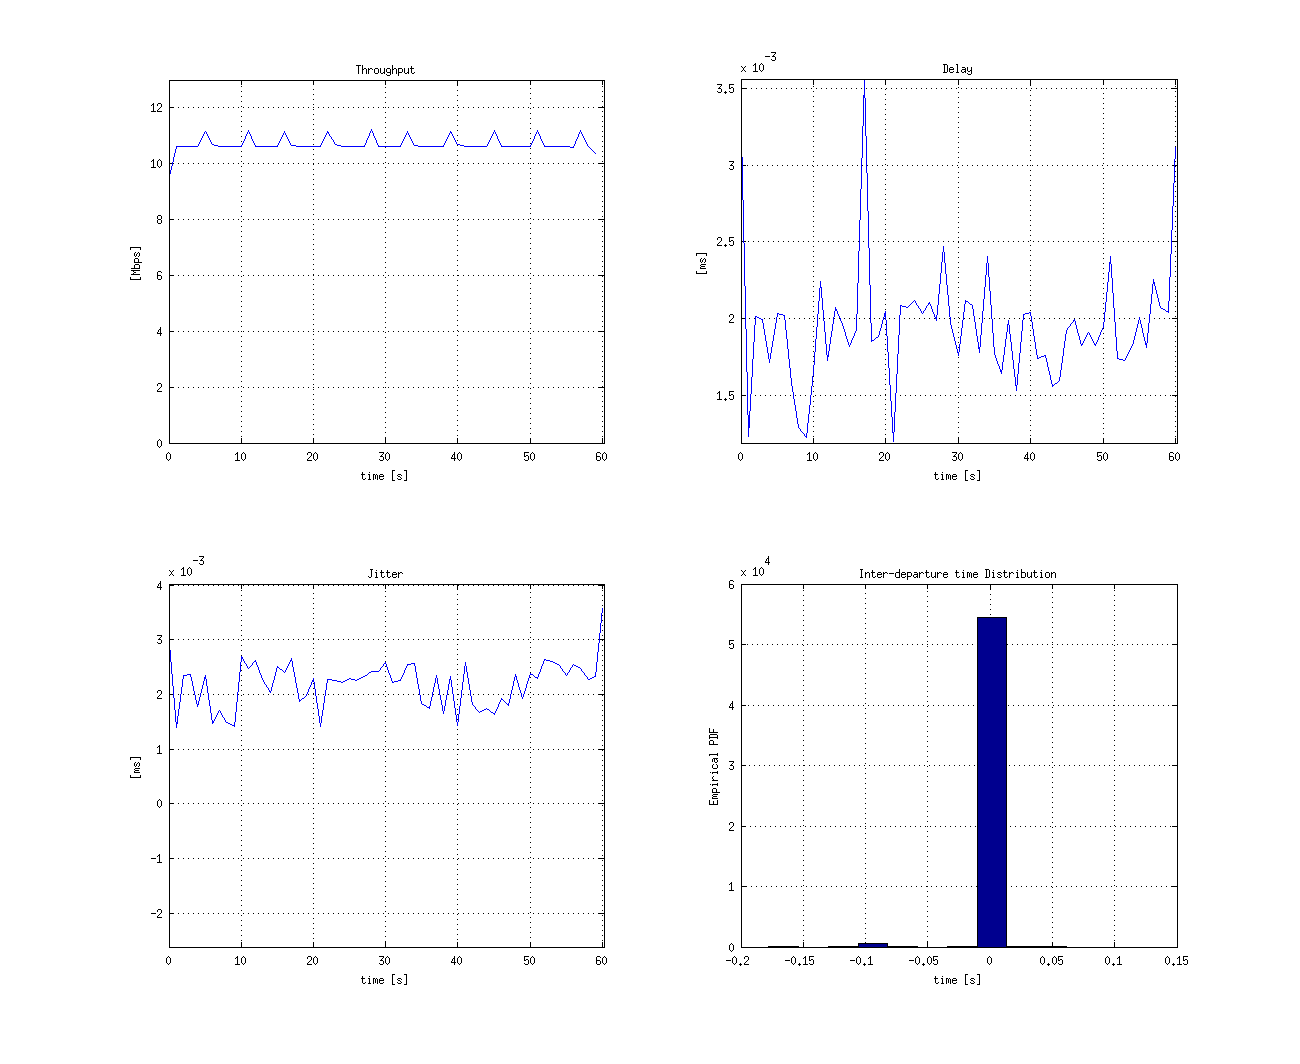 Throughput
12
10
8
6
4
2
0
[Mbps]
0 10 20 30 40 50 60
time [s]
x 10 -3
Delay
3.5
3
2.5
2
1.5
[ms]
0 10 20 30 40 50 60
time [s]
x 10 -3
Jitter
4
3
2
1
0
-1
-2
[ms]
0 10 20 30 40 50 60
time [s]
x 10 4
Inter-departure time Distribution
6
5
4
3
2
1
0
Empirical PDF
-0.2 -0.15 -0.1 -0.05 0 0.05 0.1 0.15
time [s]